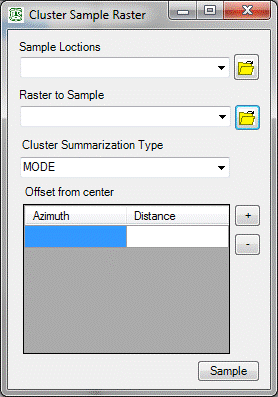 Cluster Sample Raster
Sample Loctions
Raster to Sample
Cluster Summarization Type
MODE
Offset from center
Azimuth Distance
+
-
Sample